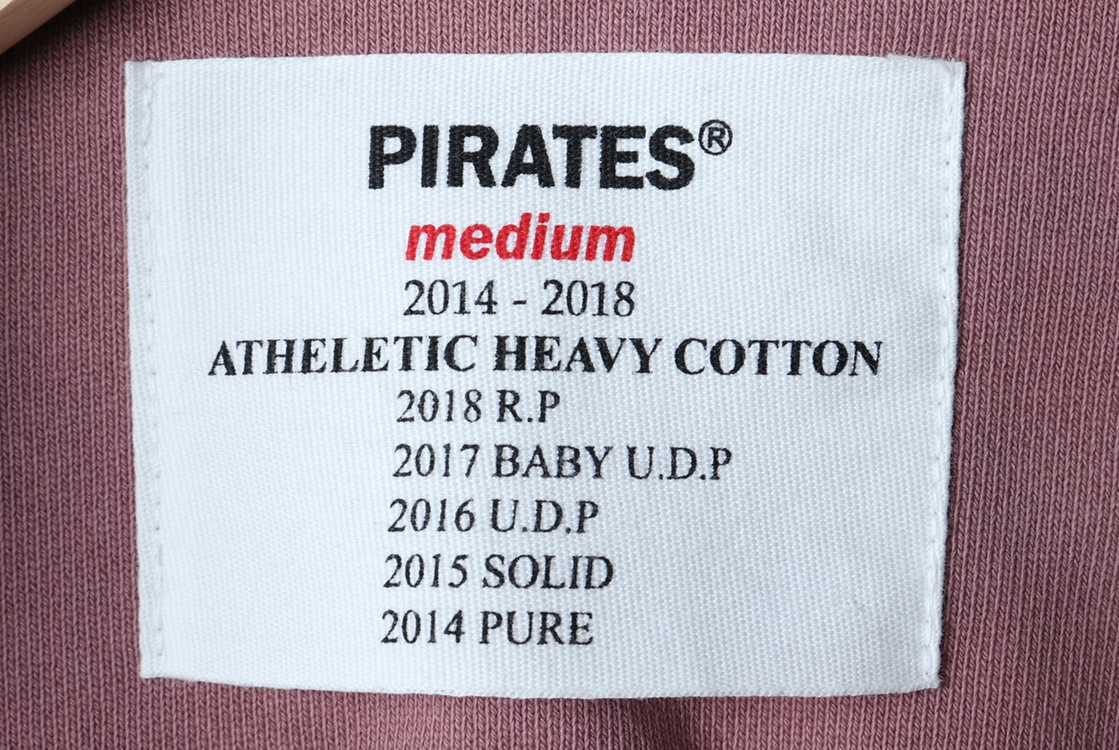 PIRATES®
medium
2014 - 2018
ATHELETIC HEAVY COTTON
2018 R.P
2017 BABY U.D.P
2016 U.D.P
2015 SOLID
2014 PURE